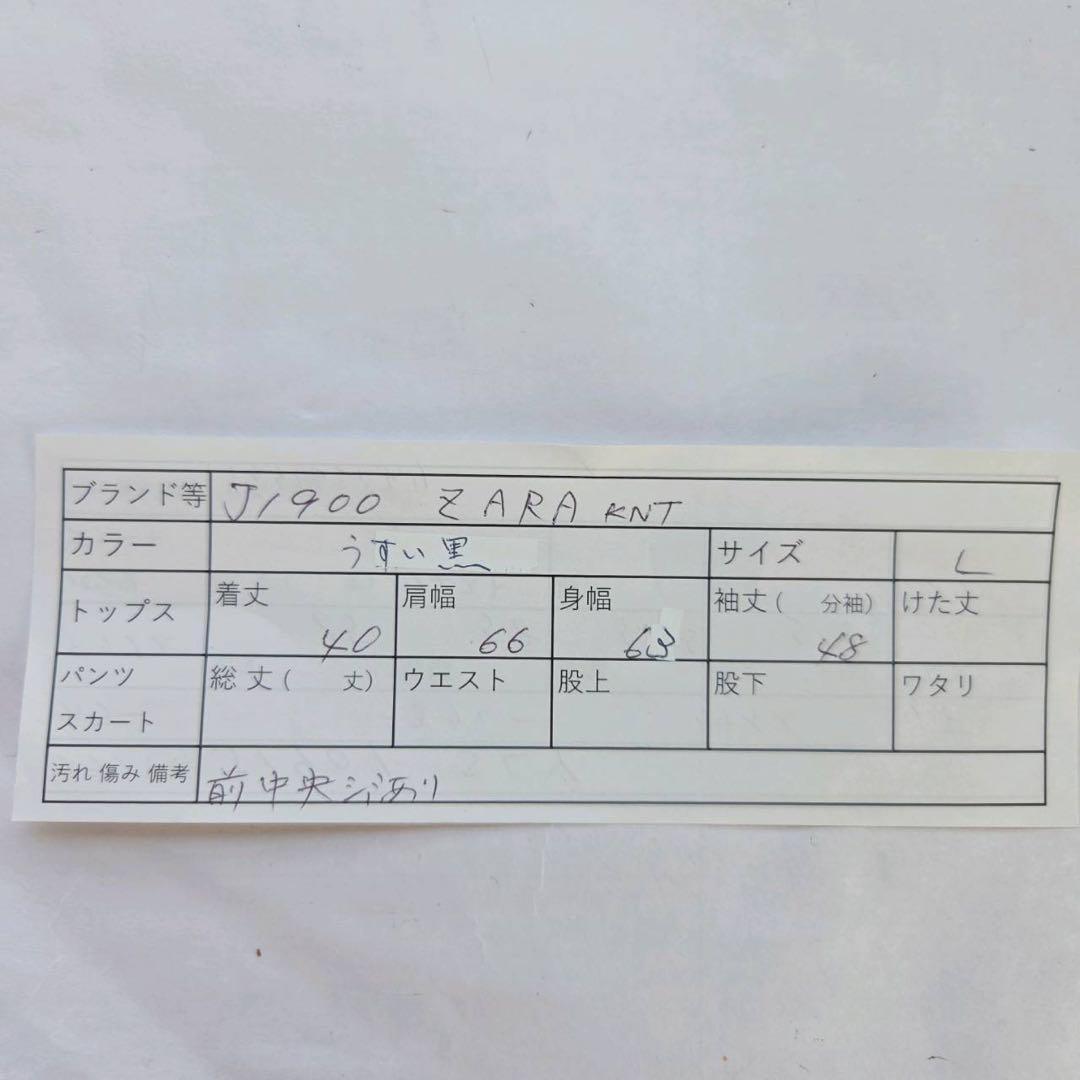 ブランド等 J1900 ZARA KNT
カラー うすい黒 サイズ L
トップス 着丈 40 肩幅 66 身幅 63 袖丈( 分袖) 48 けた丈
パンツ スカート 総丈( 丈) ウエスト 股上 股下 ワタリ
汚れ 傷み 備考 前中央シミあり